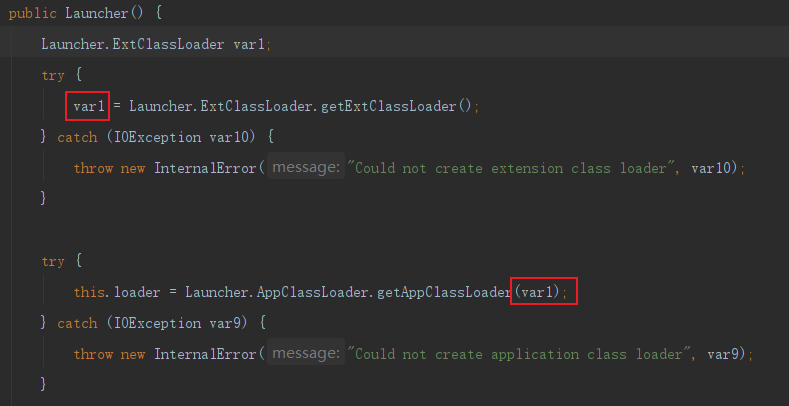 public Launcher() {
Launcher.ExtClassLoader var1;
try {
var1 = Launcher.ExtClassLoader.getExtClassLoader();
} catch (IOException var10) {
throw new InternalError( message: "Could not create extension class loader", var10);
}
try {
this.loader = Launcher.AppClassLoader.getAppClassLoader(var1);
} catch (IOException var9) {
throw new InternalError( message: "Could not create application class loader", var9);
}